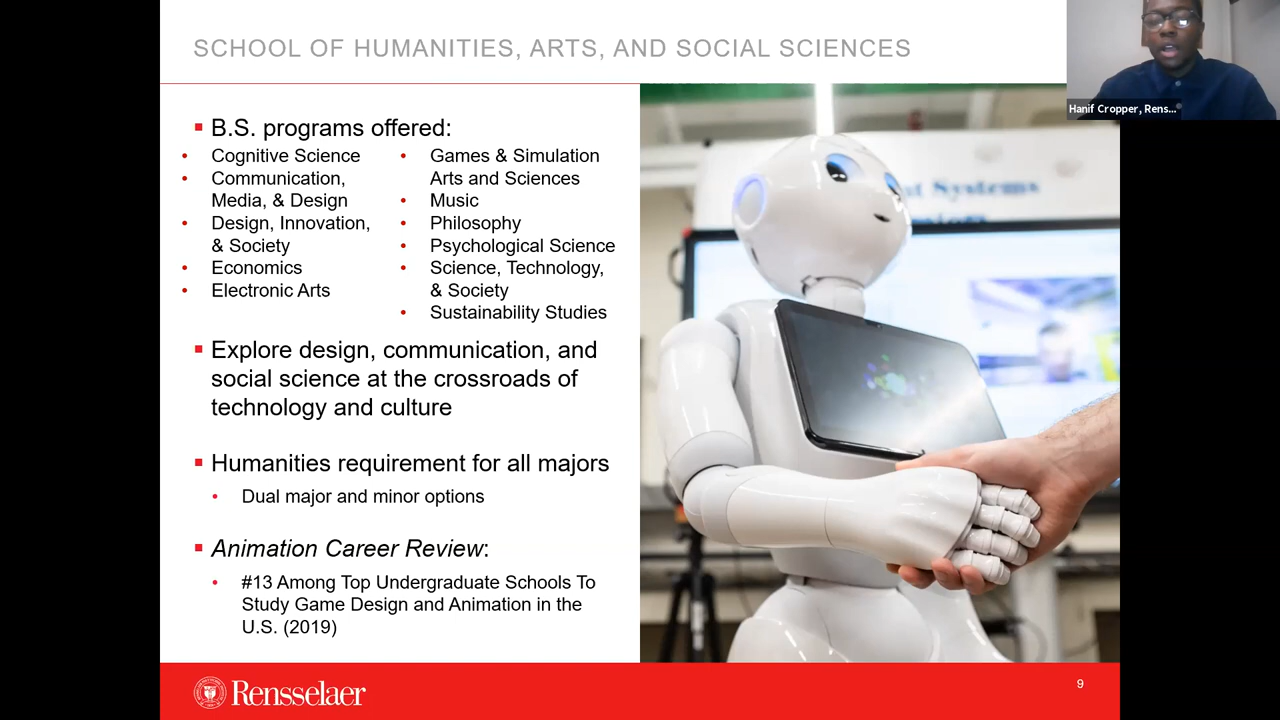 SCHOOL OF HUMANITIES, ARTS, AND SOCIAL SCIENCES
Hanif Cropper, Rens...
▪ B.S. programs offered:
• Cognitive Science
• Communication,
Media, & Design
• Design, Innovation,
& Society
• Economics
• Electronic Arts
• Games & Simulation
Arts and Sciences
• Music
• Philosophy
• Psychological Science
• Science, Technology,
& Society
• Sustainability Studies
▪ Explore design, communication, and
social science at the crossroads of
technology and culture
▪ Humanities requirement for all majors
• Dual major and minor options
▪ Animation Career Review:
• #13 Among Top Undergraduate Schools To
Study Game Design and Animation in the
U.S. (2019)
Systems
Rensselaer
9